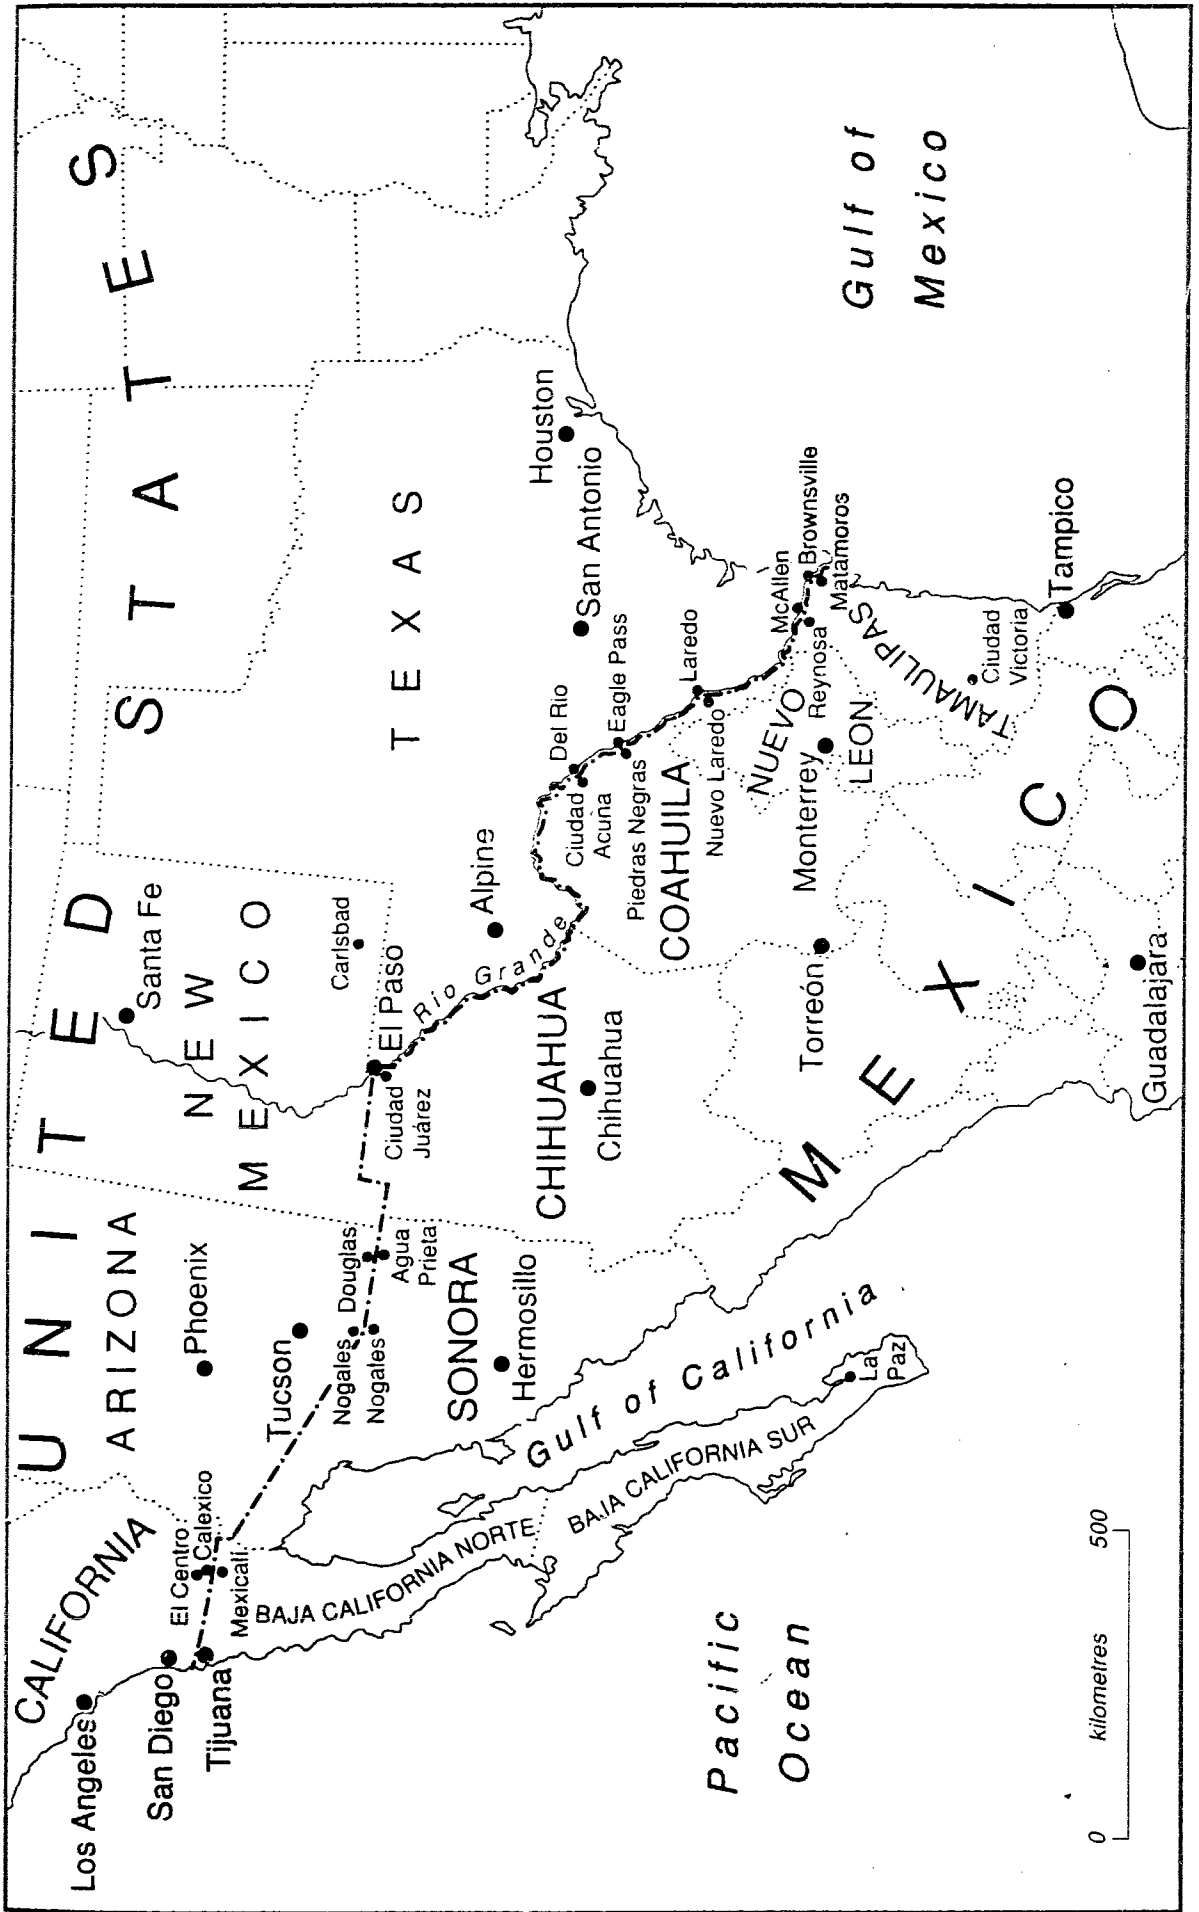 UNITED STATES
CALIFORNIA
ARIZONA
NEW
MEXICO
TEXAS
Los Angeles
San Diego
Tijuana
El Centro
Calexico
Mexicali
Phoenix
Tucson
Nogales
Nogales
Douglas
Agua
Prieta
Santa Fe
Carlsbad
El Paso
Ciudad
Juárez
Rio Grande
Alpine
Del Rio
Ciudad
Acuna
Eagle Pass
Piedras Negras
San Antonio
Houston
Laredo
Nuevo Laredo
McAllen
Reynosa
Brownsville
Matamoros
BAJA CALIFORNIA NORTE
BAJA CALIFORNIA SUR
La
Paz
Gulf of California
SONORA
Hermosillo
CHIHUAHUA
Chihuahua
COAHUILA
NUEVO
LEON
Monterrey
Torreón
TAMAULIPAS
Ciudad
Victoria
Tampico
Guadalajara
MEXICO
Gulf of
Mexico
Pacific
Ocean
0
kilometres
500